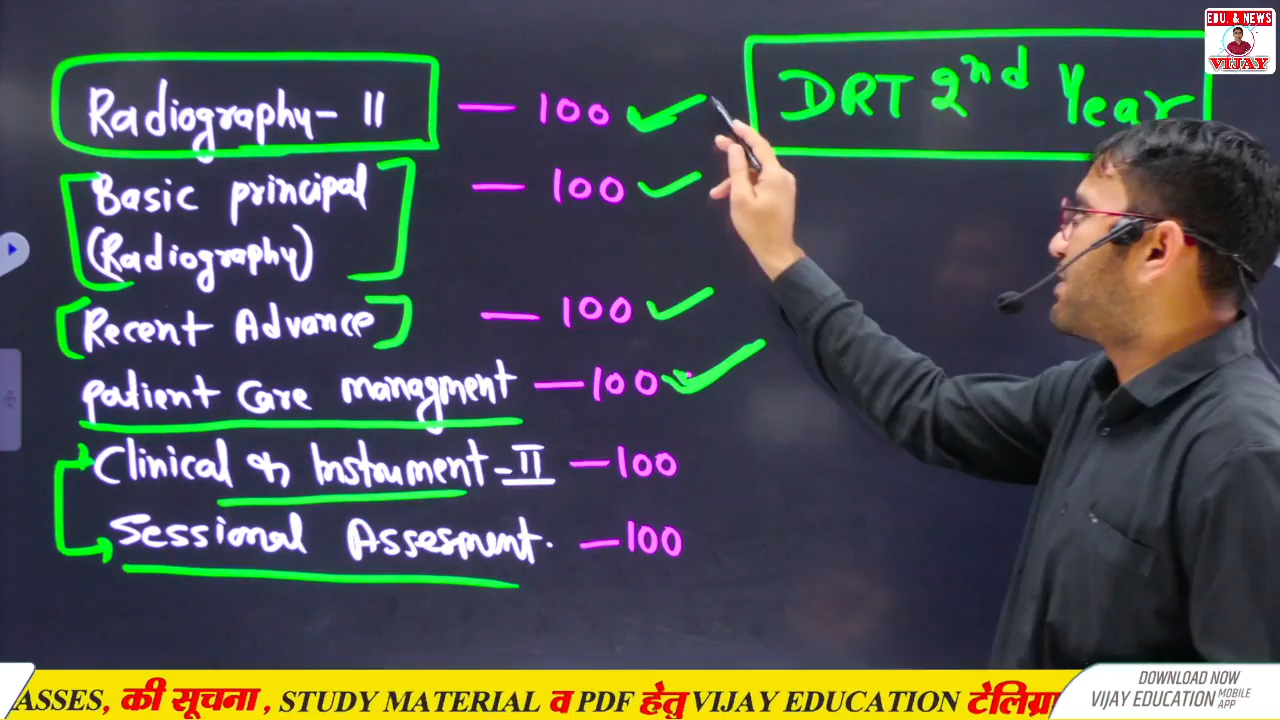 EDU. & NEWS
VIJAY
DRT 2nd Year
Radiography- II — 100
Basic principal — 100
(Radiography)
Recent Advance — 100
patient Care managment — 100
Clinical on Instrument-II — 100
Sessional Assesment. — 100
ASSES, की सूचना , STUDY MATERIAL व PDF हेतु VIJAY EDUCATION टेलिग्रा
DOWNLOAD NOW
VIJAY EDUCATION MOBILE APP